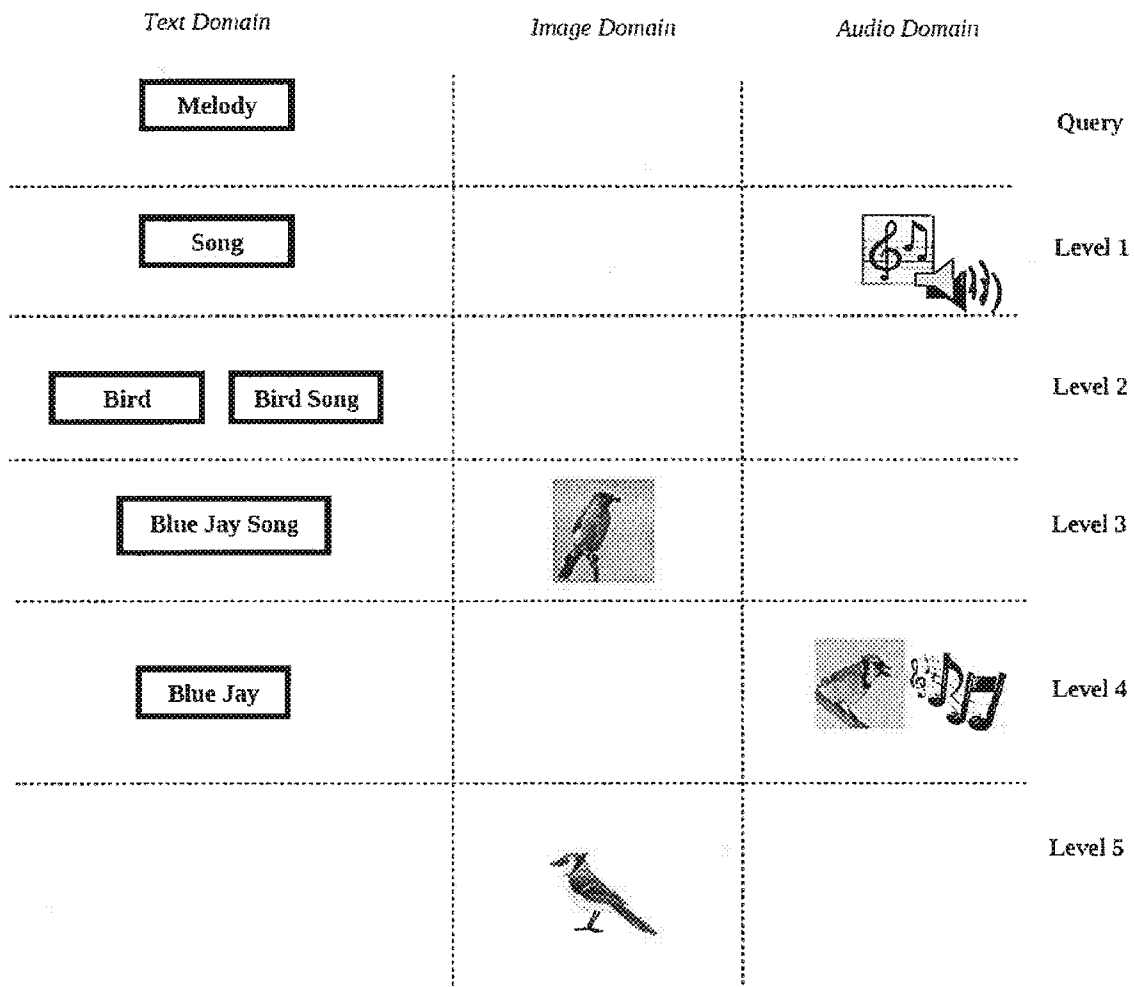 Text Domain
Image Domain
Audio Domain
Melody
Query
Song
Level 1
Bird
Bird Song
Level 2
Blue Jay Song
Level 3
Blue Jay
Level 4
Level 5